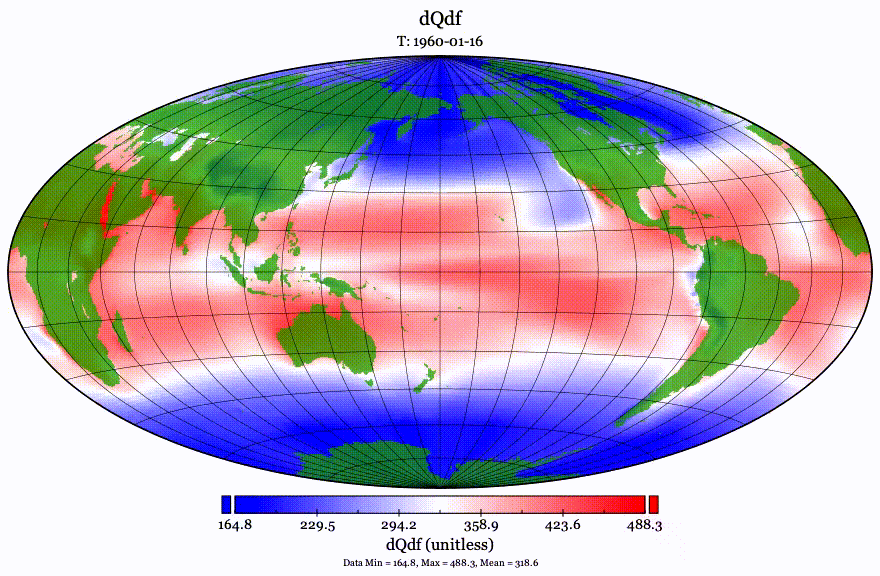 dQdf
T: 1960-01-16
164.8 229.5 294.2 358.9 423.6 488.3
dQdf (unitless)
Data Min = 164.8, Max = 488.3, Mean = 318.6